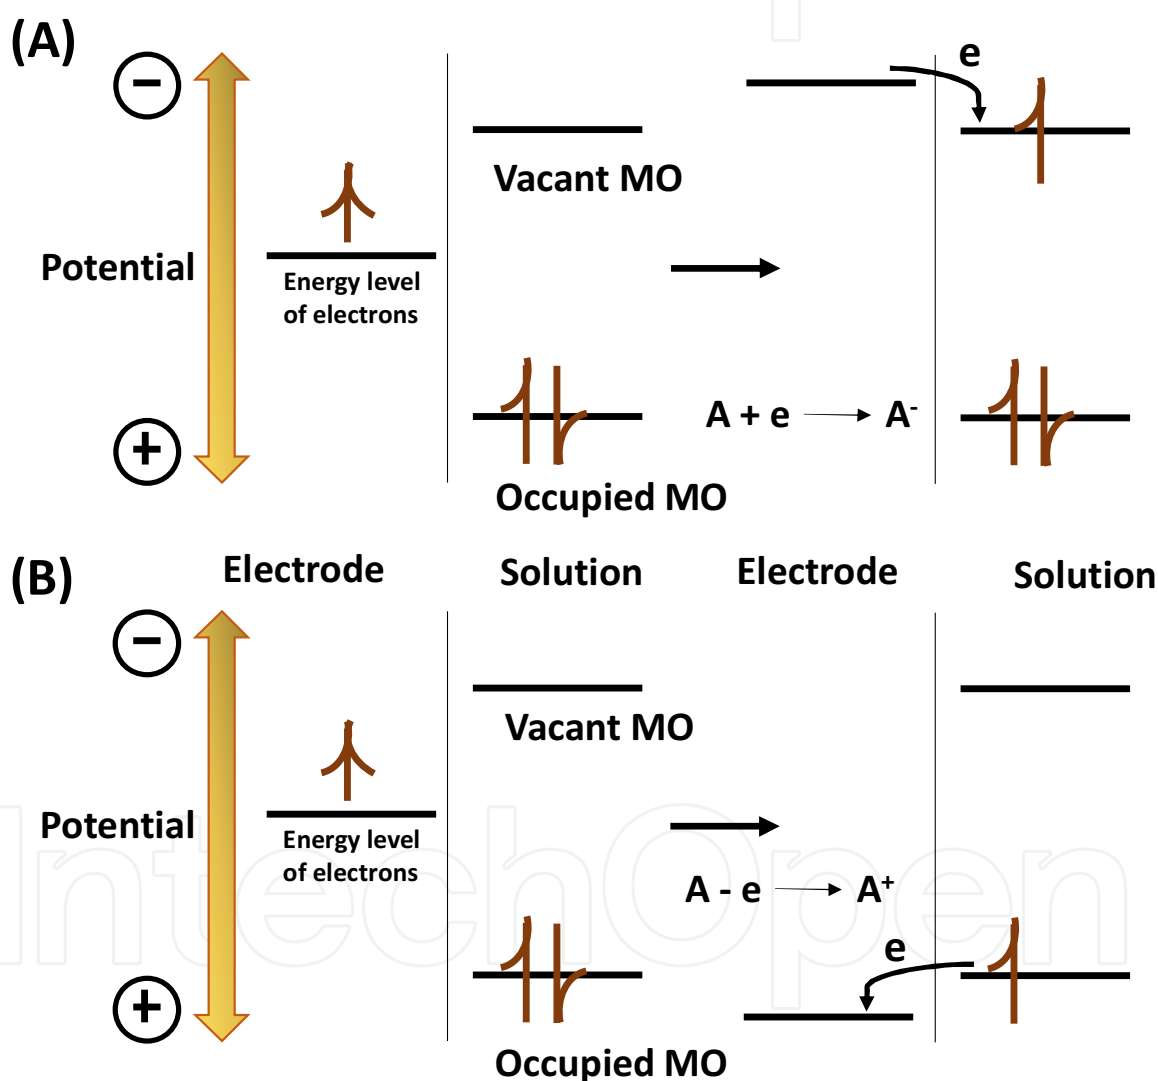 (A)
−
e
Vacant MO
Potential
Energy level
of electrons
A + e → A⁻
+
Occupied MO
(B)
Electrode
Solution
Electrode
Solution
−
Vacant MO
Potential
Energy level
of electrons
A - e → A⁺
e
+
Occupied MO
IntechOpen